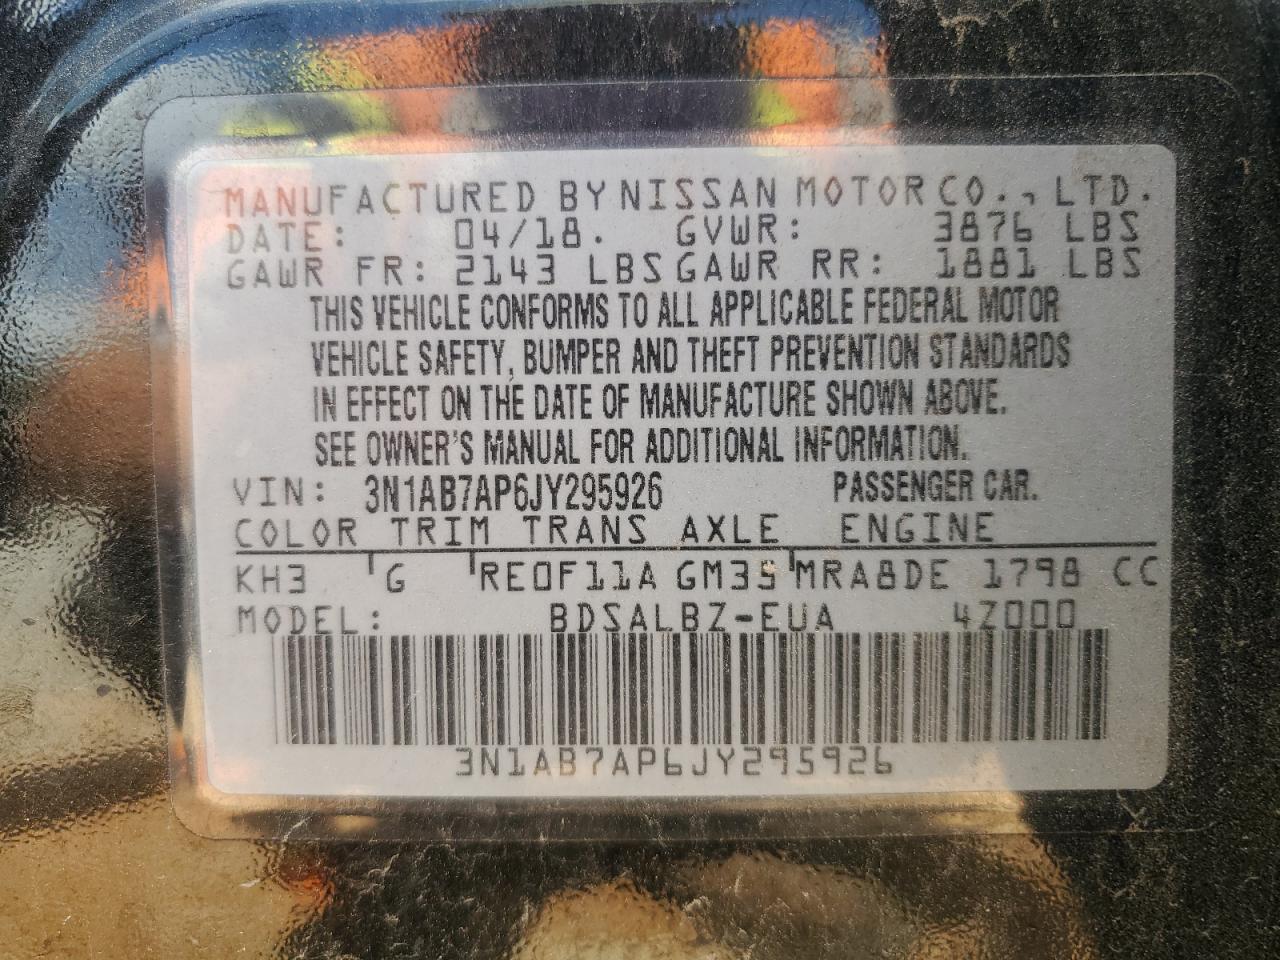 MANUFACTURED BY NISSAN MOTOR CO., LTD.
DATE: 04/18. GVWR: 3876 LBS
GAWR FR: 2143 LBS GAWR RR: 1881 LBS
THIS VEHICLE CONFORMS TO ALL APPLICABLE FEDERAL MOTOR
VEHICLE SAFETY, BUMPER AND THEFT PREVENTION STANDARDS
IN EFFECT ON THE DATE OF MANUFACTURE SHOWN ABOVE.
SEE OWNER'S MANUAL FOR ADDITIONAL INFORMATION.
VIN: 3N1AB7AP6JY295926 PASSENGER CAR.
COLOR TRIM TRANS AXLE ENGINE
KH3 G RE0F11A GM35 MRA8DE 1798 CC
MODEL: BDSALBZ-EUA 4Z000
3N1AB7AP6JY295926